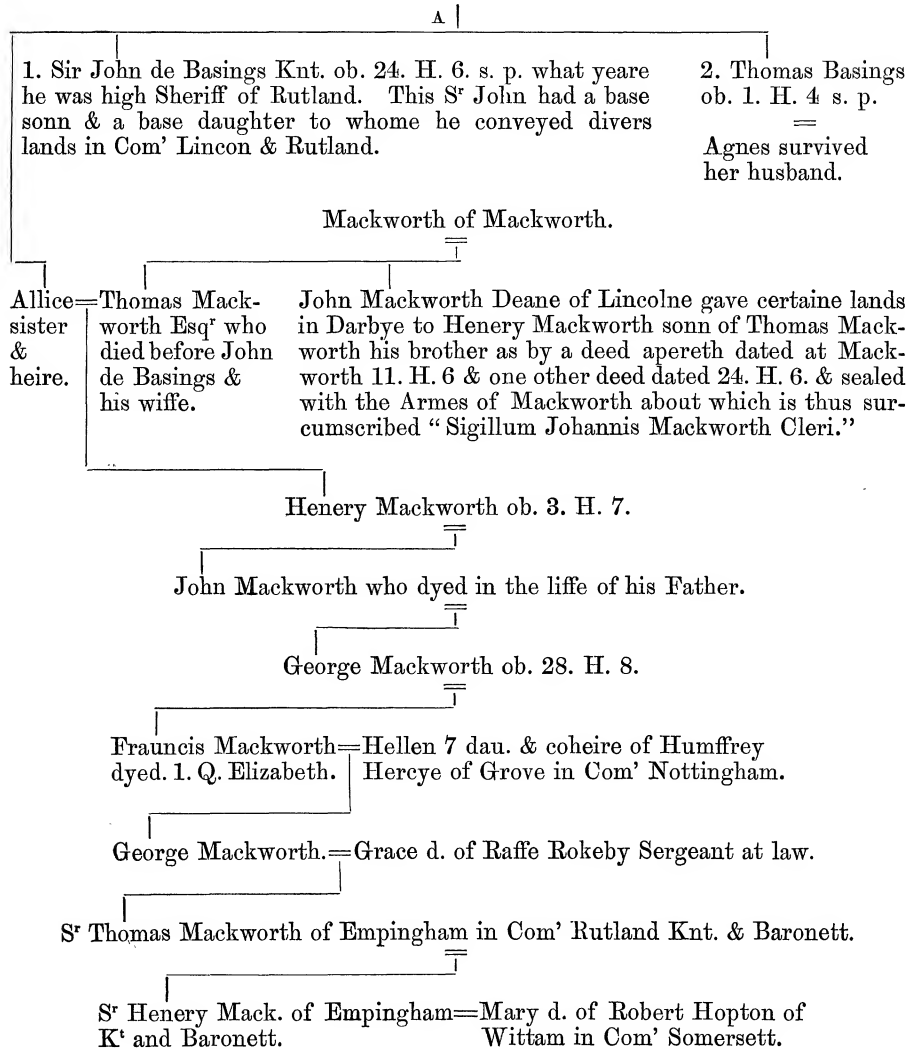 A
1. Sir John de Basings Knt. ob. 24. H. 6. s. p. what yeare
he was high Sheriff of Rutland. This Sʳ John had a base
sonn & a base daughter to whome he conveyed divers
lands in Com’ Lincon & Rutland.
2. Thomas Basings
ob. 1. H. 4 s. p.
=
Agnes survived
her husband.
Mackworth of Mackworth.
=
Allice=Thomas Mack-
sister worth Esqʳ who
& died before John
heire. de Basings &
his wiffe.
John Mackworth Deane of Lincolne gave certaine lands
in Darbye to Henery Mackworth sonn of Thomas Mack-
worth his brother as by a deed apereth dated at Mack-
worth 11. H. 6 & one other deed dated 24. H. 6. & sealed
with the Armes of Mackworth about which is thus sur-
cumscribed “ Sigillum Johannis Mackworth Cleri.”
Henery Mackworth ob. 3. H. 7.
=
John Mackworth who dyed in the liffe of his Father.
=
George Mackworth ob. 28. H. 8.
=
Frauncis Mackworth=Hellen 7 dau. & coheire of Humffrey
dyed. 1. Q. Elizabeth. Hercye of Grove in Com’ Nottingham.
George Mackworth.=Grace d. of Raffe Rokeby Sergeant at law.
Sʳ Thomas Mackworth of Empingham in Com’ Rutland Knt. & Baronett.
=
Sʳ Henery Mack. of Empingham=Mary d. of Robert Hopton of
Kᵗ and Baronett. Wittam in Com’ Somersett.